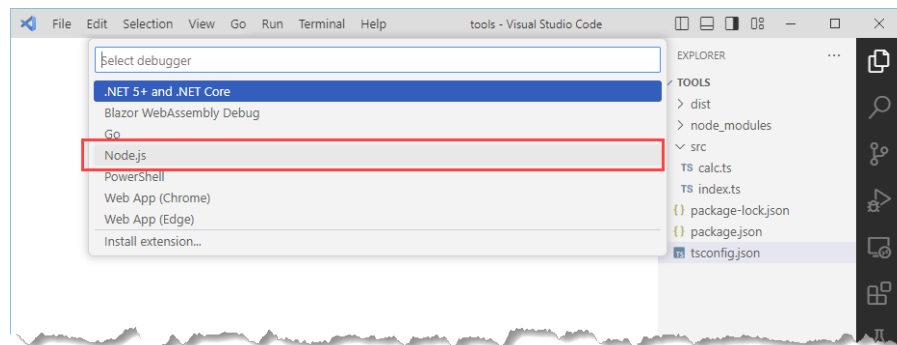 File Edit Selection View Go Run Terminal Help tools - Visual Studio Code
Select debugger
.NET 5+ and .NET Core
Blazor WebAssembly Debug
Go
Node.js
PowerShell
Web App (Chrome)
Web App (Edge)
Install extension...
EXPLORER
TOOLS
dist
node_modules
src
TS calc.ts
TS index.ts
{} package-lock.json
{} package.json
TS tsconfig.json